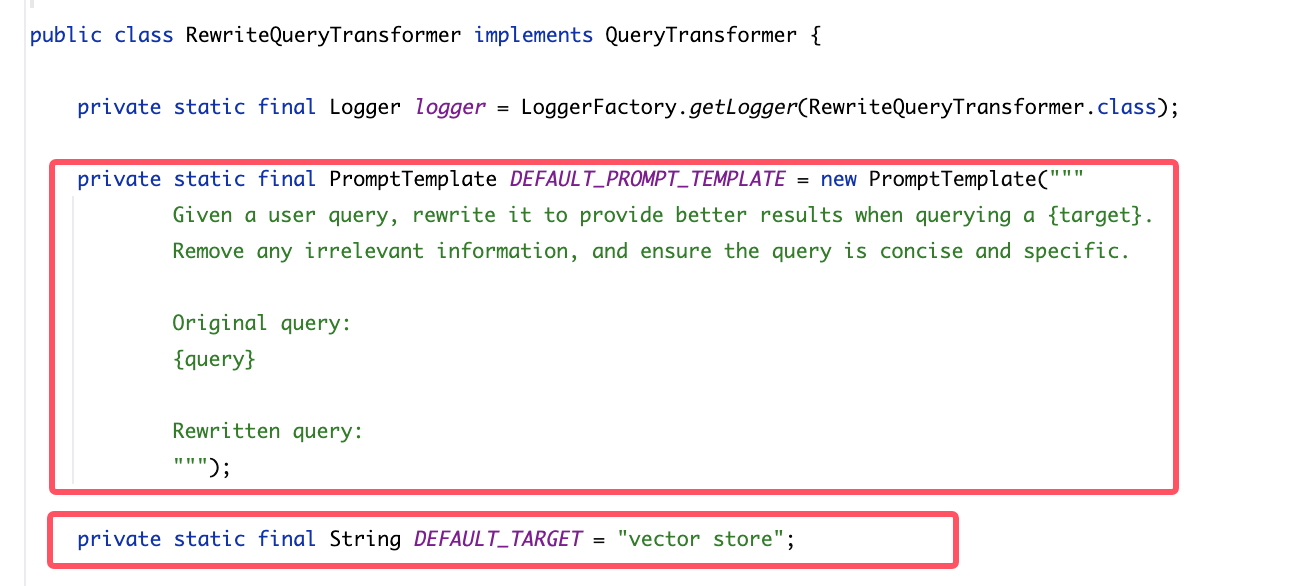 public class RewriteQueryTransformer implements QueryTransformer {
private static final Logger logger = LoggerFactory.getLogger(RewriteQueryTransformer.class);
private static final PromptTemplate DEFAULT_PROMPT_TEMPLATE = new PromptTemplate("""
Given a user query, rewrite it to provide better results when querying a {target}.
Remove any irrelevant information, and ensure the query is concise and specific.
Original query:
{query}
Rewritten query:
""");
private static final String DEFAULT_TARGET = "vector store";